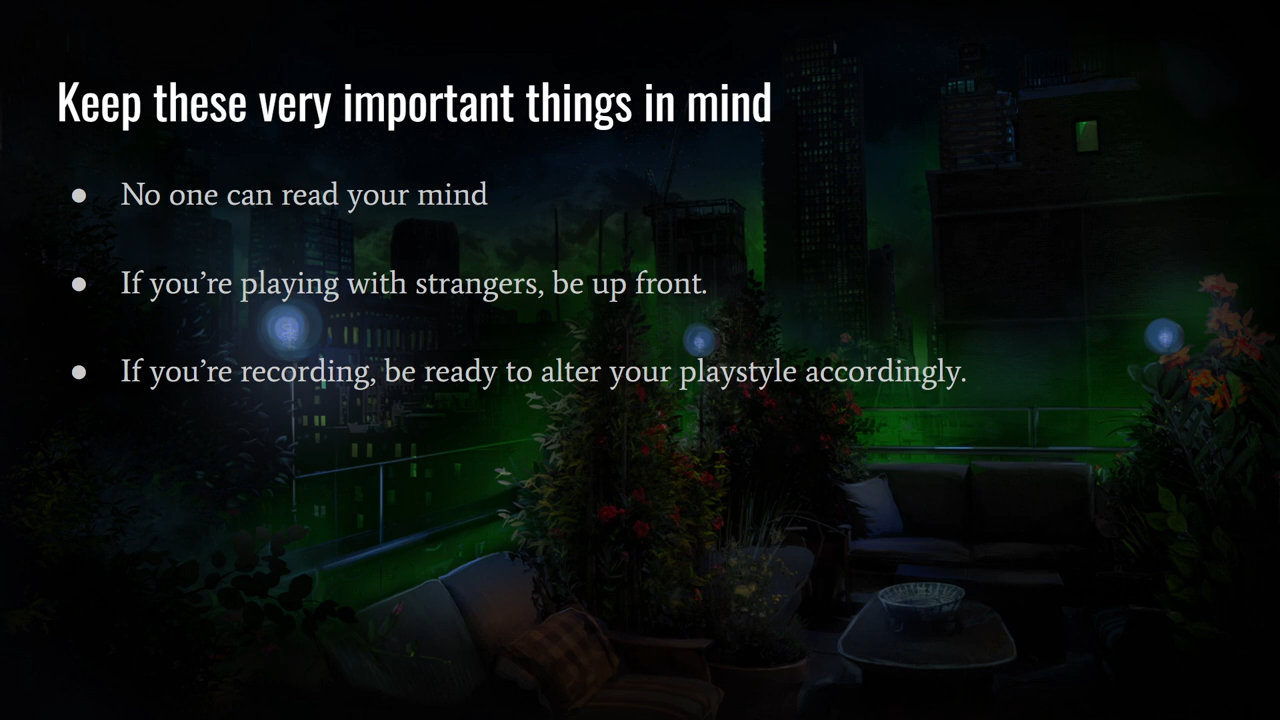 Keep these very important things in mind
● No one can read your mind
● If you’re playing with strangers, be up front.
● If you’re recording, be ready to alter your playstyle accordingly.